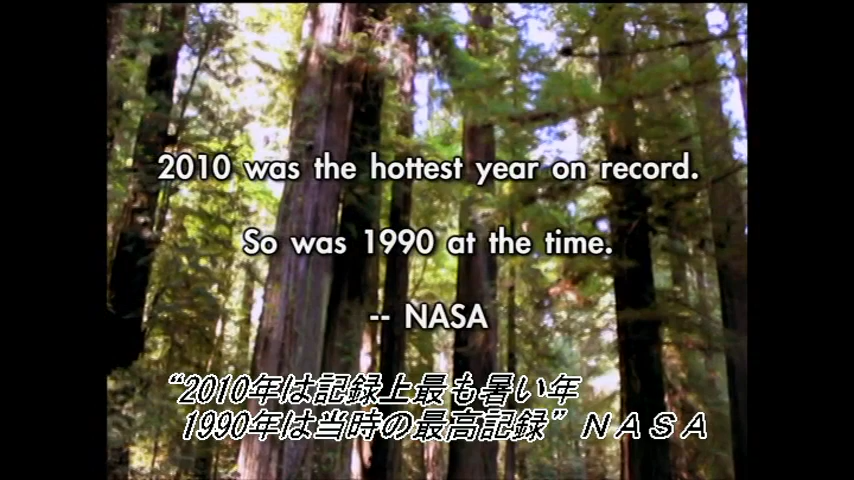 2010 was the hottest year on record.
So was 1990 at the time.
-- NASA
“2010年は記録上最も暑い年
1990年は当時の最高記録”ＮＡＳＡ